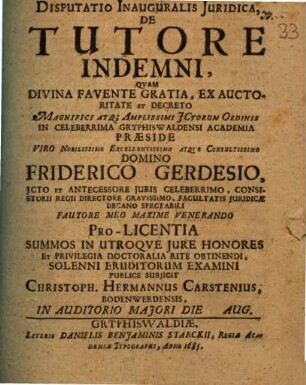 DISPUTATIO INAUGURALIS JURIDICA,
DE
TUTORE
INDEMNI,
QVAM
DIVINA FAVENTE GRATIA, EX AUCTO-
RITATE ET DECRETO
MAGNIFICI ATQ; AMPLISSIMI JCTORUM ORDINIS
IN CELEBERRIMA GRYPHISWALDENSI ACADEMIA
PRÆSIDE
VIRO NOBILISSIMO EXCELLENTISSIMO ATQVE CONSULTISSIMO
DOMINO
FRIDERICO GERDESIO,
JCTO ET ANTECESSORE JURIS CELEBERRIMO, CONSI-
STORII REGII DIRECTORE GRAVISSIMO, FACULTATIS JURIDICÆ
DECANO SPECTABILI
FAUTORE MEO MAXIME VENERANDO
PRO-LICENTIA
SUMMOS IN UTROQVE JURE HONORES
ET PRIVILEGIA DOCTORALIA RITE OBTINENDI,
SOLENNI ERUDITORUM EXAMINI
PUBLICE SUBJICIT
CHRISTOPH. HERMANNUS CARSTENIUS,
BODENWERDENSIS,
IN AUDITORIO MAJORI DIE AUG,
GRYPHISWALDIÆ,
LITERIS DANIELIS BENJAMINIS STARCKII, REGIÆ ACA-
DEMIÆ TYPOGRAPHI, ANNO 1685.
33